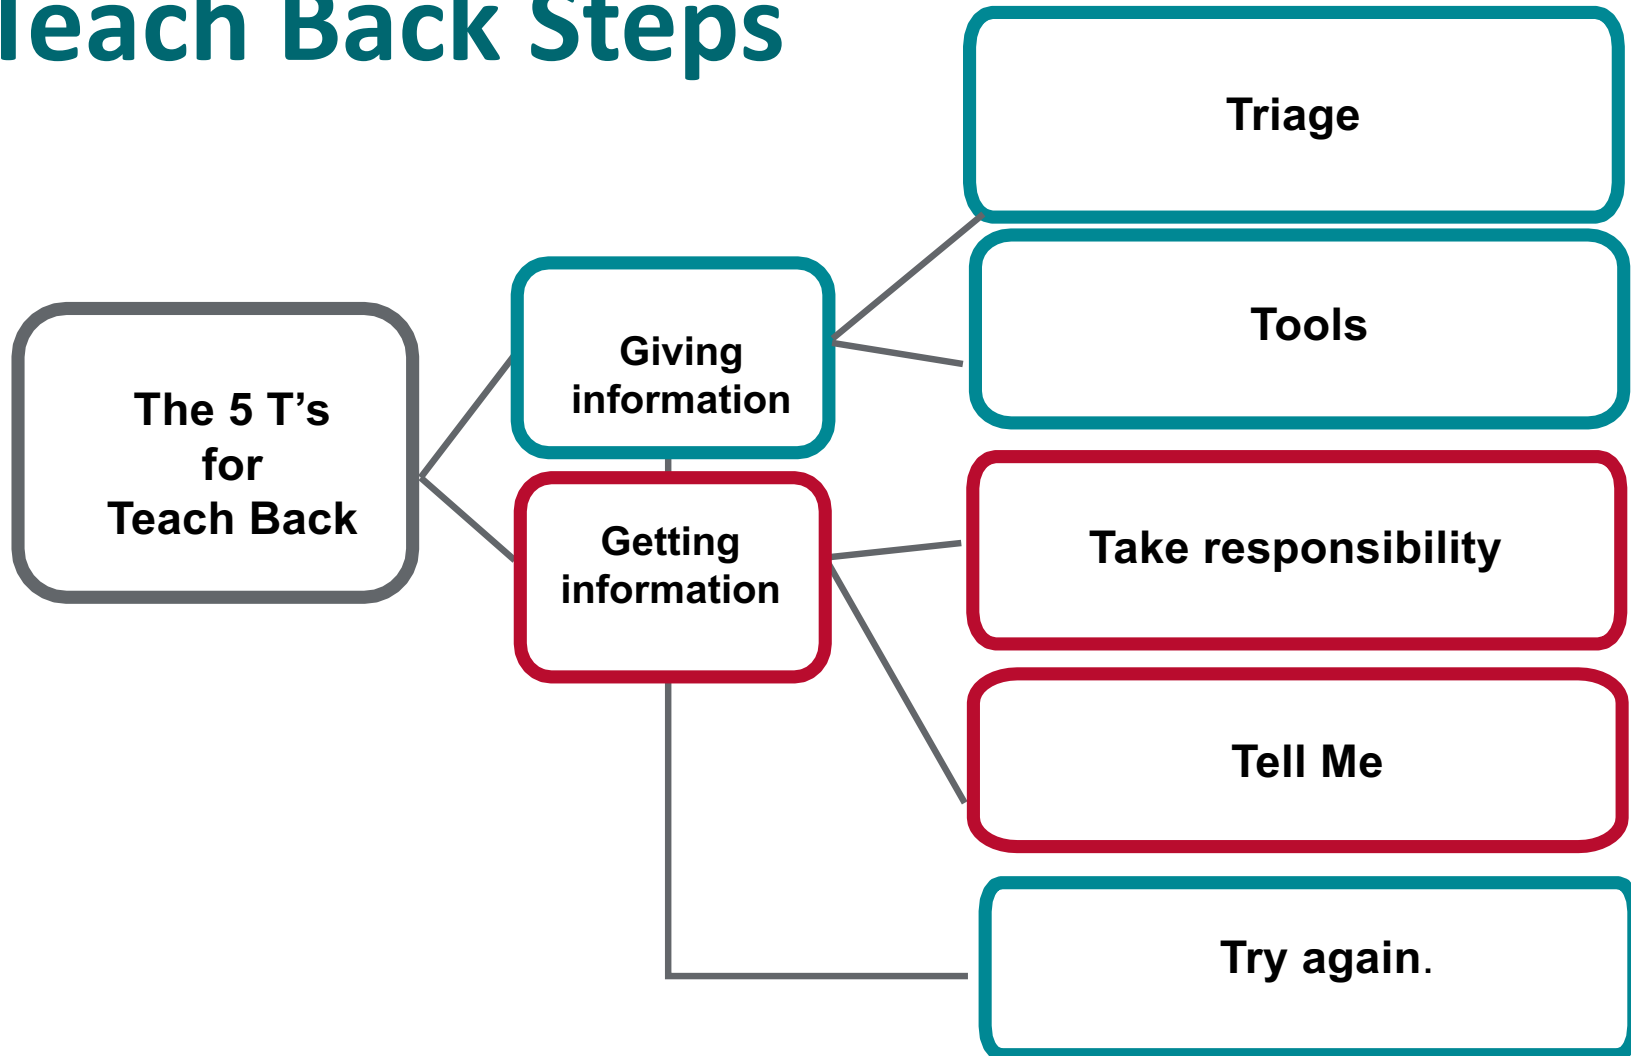 Teach Back Steps
The 5 T’s
for
Teach Back
Giving
information
Getting
information
Triage
Tools
Take responsibility
Tell Me
Try again.